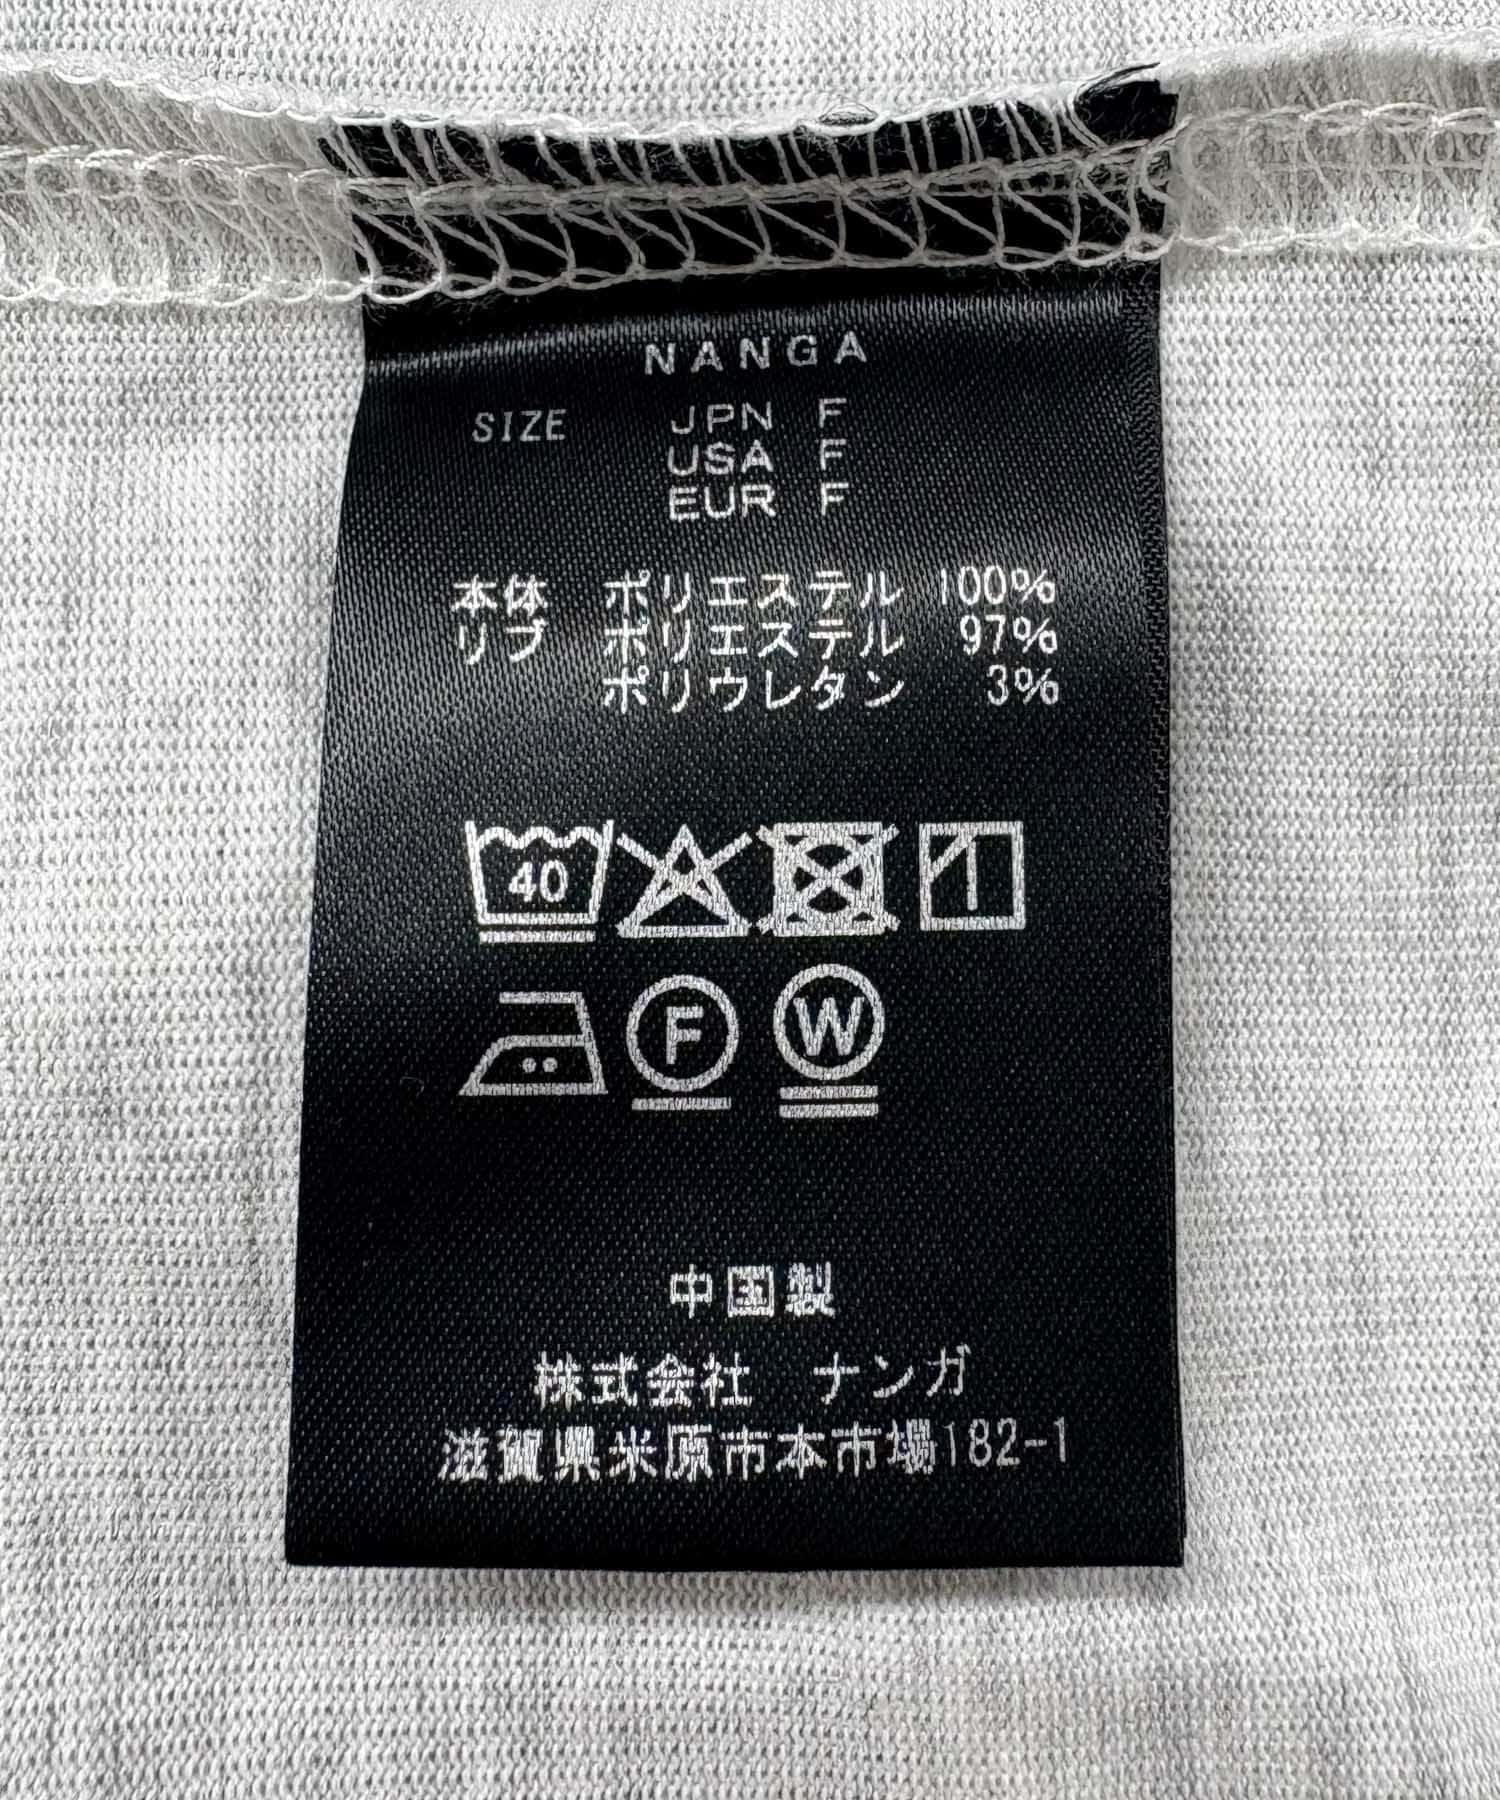 NANGA
SIZE JPN F
USA F
EUR F
本体 ポリエステル 100%
リブ ポリエステル 97%
ポリウレタン 3%
40
F W
中国製
株式会社 ナンガ
滋賀県米原市本市場182-1